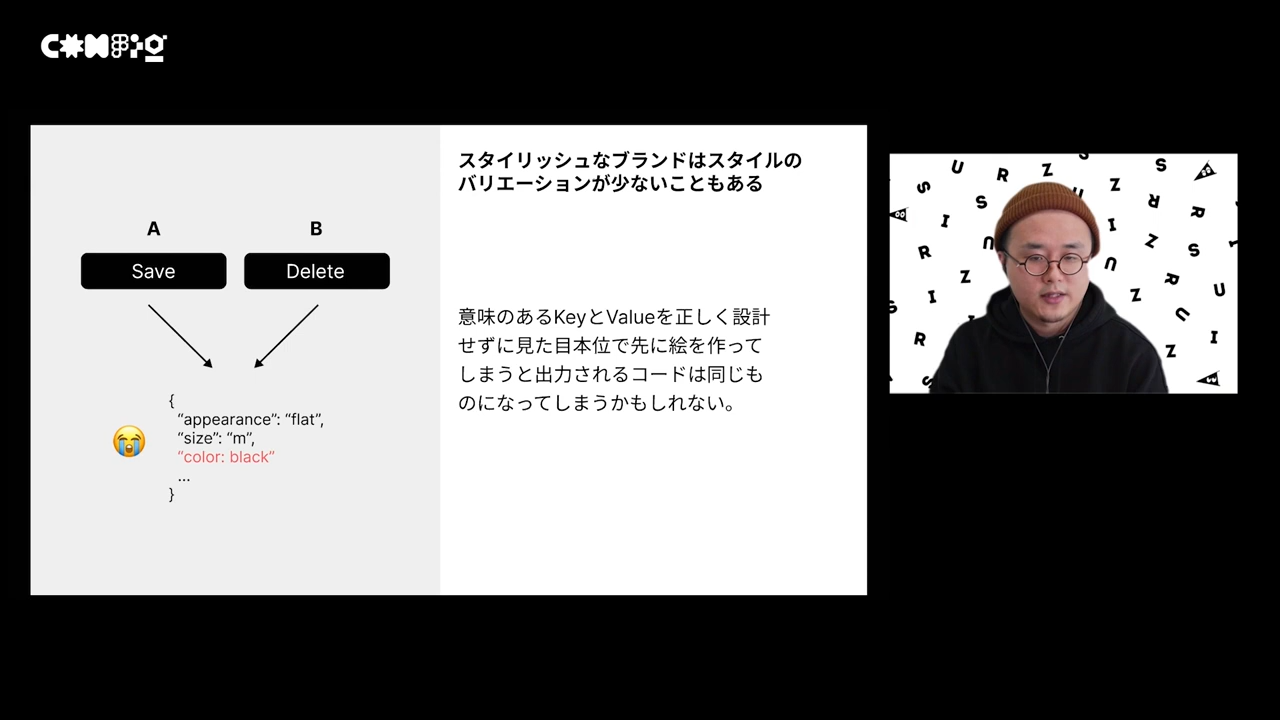 CONFIG
スタイリッシュなブランドはスタイルの
バリエーションが少ないこともある
A
B
Save
Delete
意味のあるKeyとValueを正しく設計
せずに見た目本位で先に絵を作って
しまうと出力されるコードは同じも
のになってしまうかもしれない。
{
“appearance”: “flat”,
“size”: “m”,
“color: black”
...
}